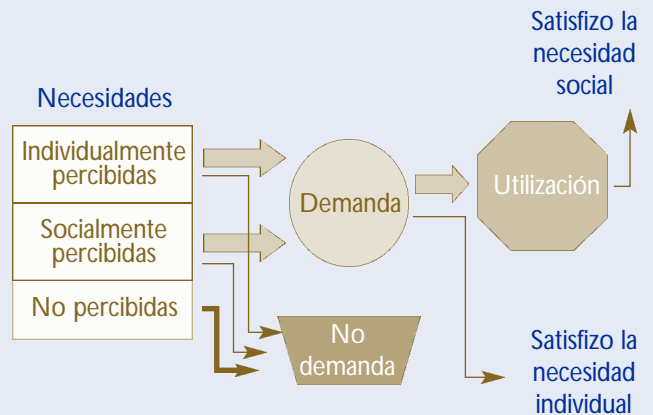 Satisfizo la
necesidad
social
Necesidades
Individualmente
percibidas
Socialmente
percibidas
No percibidas
Demanda
Utilización
No
demanda
Satisfizo la
necesidad
individual